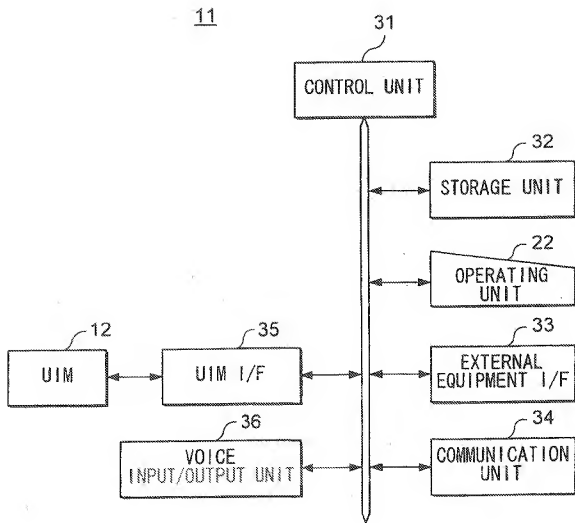 11
31
CONTROL UNIT
32
STORAGE UNIT
22
OPERATING
UNIT
12
UIM
35
UIM I/F
33
EXTERNAL
EQUIPMENT I/F
36
VOICE
INPUT/OUTPUT UNIT
34
COMMUNICATION
UNIT